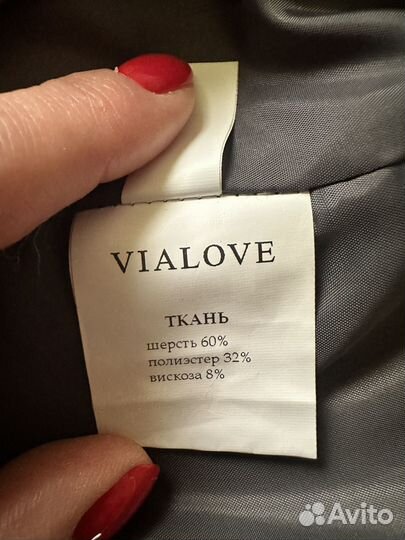 VIALOVE
ТКАНЬ
шерсть 60%
полиэстер 32%
вискоза 8%
Avito